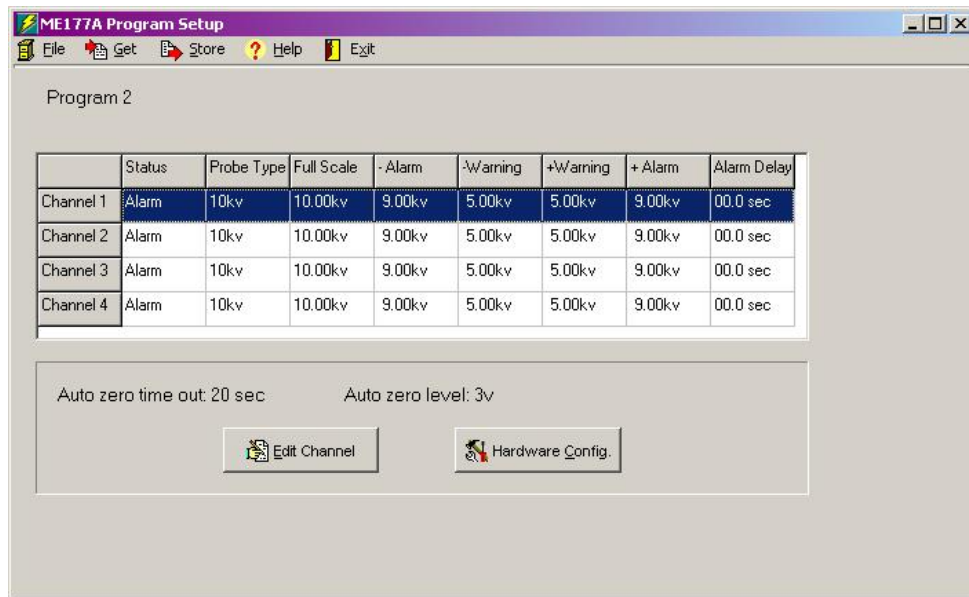 ME177A Program Setup
File Get Store ? Help Exit
Program 2
Status Probe Type Full Scale - Alarm -Warning +Warning + Alarm Alarm Delay
Channel 1 Alarm 10kv 10.00kv 9.00kv 5.00kv 5.00kv 9.00kv 00.0 sec
Channel 2 Alarm 10kv 10.00kv 9.00kv 5.00kv 5.00kv 9.00kv 00.0 sec
Channel 3 Alarm 10kv 10.00kv 9.00kv 5.00kv 5.00kv 9.00kv 00.0 sec
Channel 4 Alarm 10kv 10.00kv 9.00kv 5.00kv 5.00kv 9.00kv 00.0 sec
Auto zero time out: 20 sec Auto zero level: 3v
Edit Channel Hardware Config.